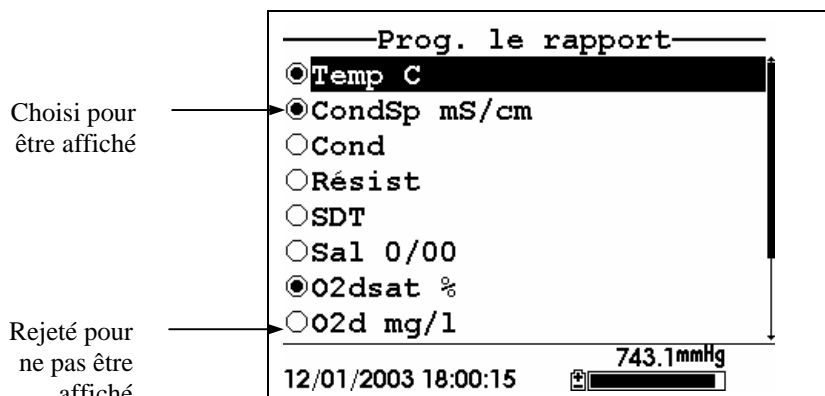 Prog. le rapport
Temp C
CondSp mS/cm
Cond
Résist
SDT
Sal 0/00
O2dsat %
O2d mg/l
743.1mmHg
12/01/2003 18:00:15
Choisi pour
être affiché
Rejeté pour
ne pas être
affiché